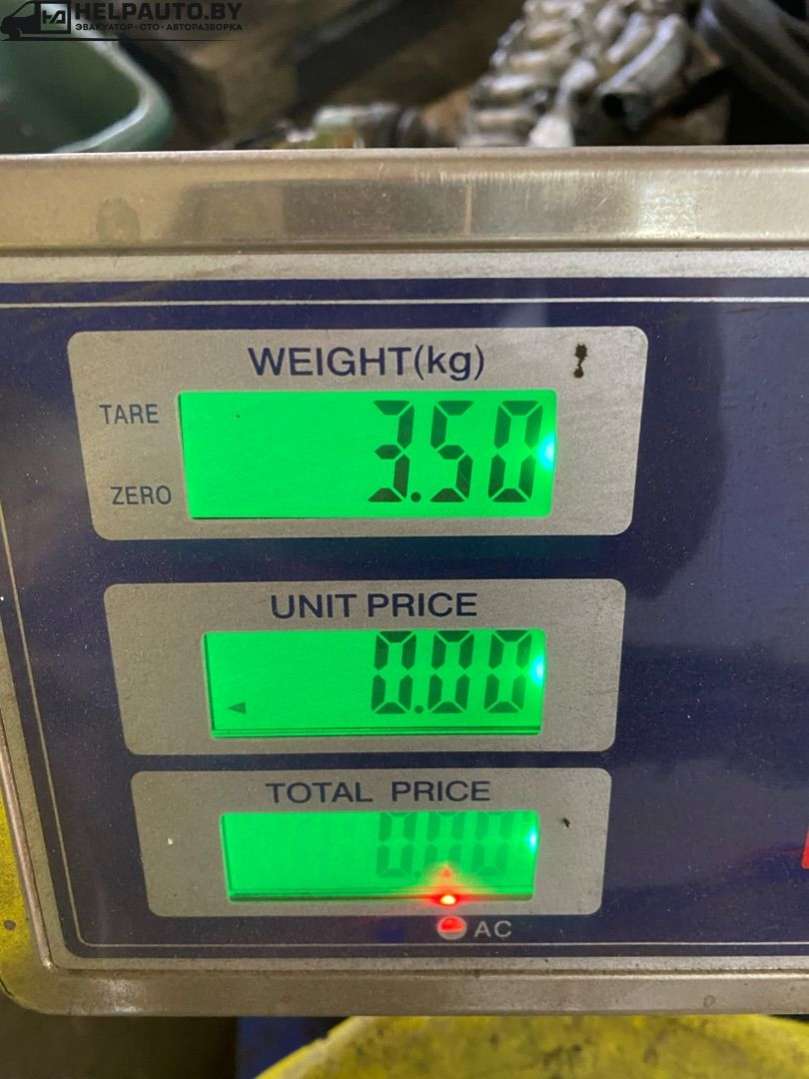 HELPAUTO.BY
ЭВАКУАТОР·СТО·АВТОРАЗБОРКА
WEIGHT(kg)
TARE
3.50
ZERO
UNIT PRICE
0.00
TOTAL PRICE
0.00
AC